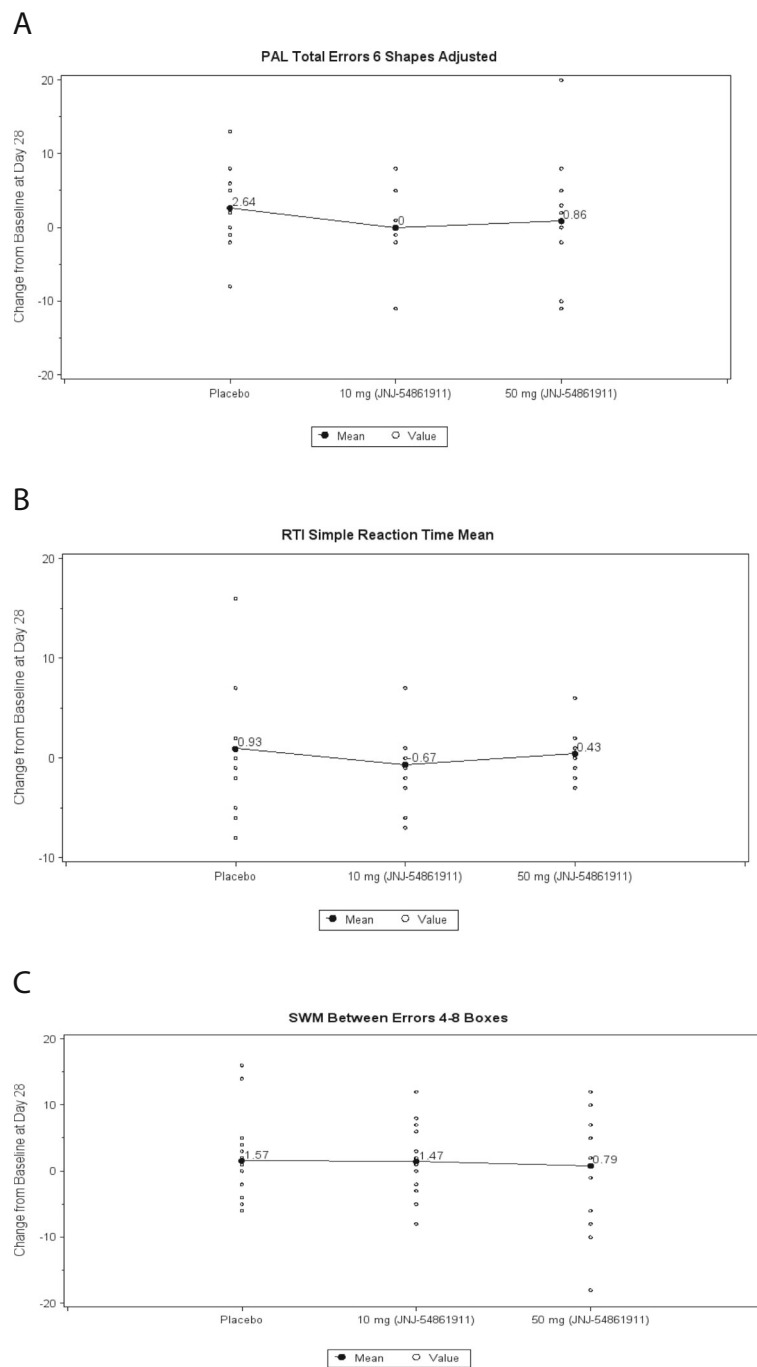 A
PAL Total Errors 6 Shapes Adjusted
Change from Baseline at Day 28
20
10
0
-10
-20
2.64
0
0.86
Placebo
10 mg (JNJ-54861911)
50 mg (JNJ-54861911)
Mean Value
B
RTI Simple Reaction Time Mean
Change from Baseline at Day 28
20
10
0
-10
0.93
-0.67
0.43
Placebo
10 mg (JNJ-54861911)
50 mg (JNJ-54861911)
Mean Value
C
SWM Between Errors 4-8 Boxes
Change from Baseline at Day 28
20
10
0
-10
-20
1.57
1.47
0.79
Placebo
10 mg (JNJ-54861911)
50 mg (JNJ-54861911)
Mean Value